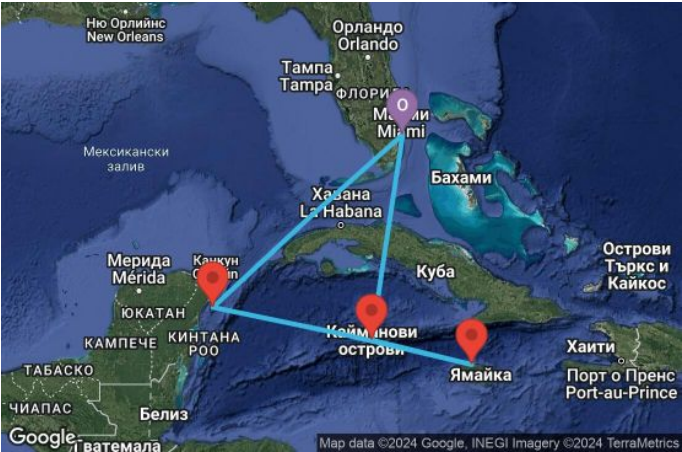 Ню Орлийнс
New Orleans
Орландо
Orlando
Тампа
Tampa
ФЛОРИДА
O
Маями
Miami
Мексикански
залив
Бахами
Хавана
La Habana
Мерида
Mérida
Канкун
Куба
Острови
Търкс и
Кайкос
ЮКАТАН
КАМПЕЧЕ
КИНТАНА
РОО
Каймановы острови
Ямайка
Хаити
Порт о Пренс
Port-au-Prince
ТАБАСКО
ЧИАПАС
Белиз
Гватемала
Google
Map data ©2024 Google, INEGI Imagery ©2024 TerraMetrics